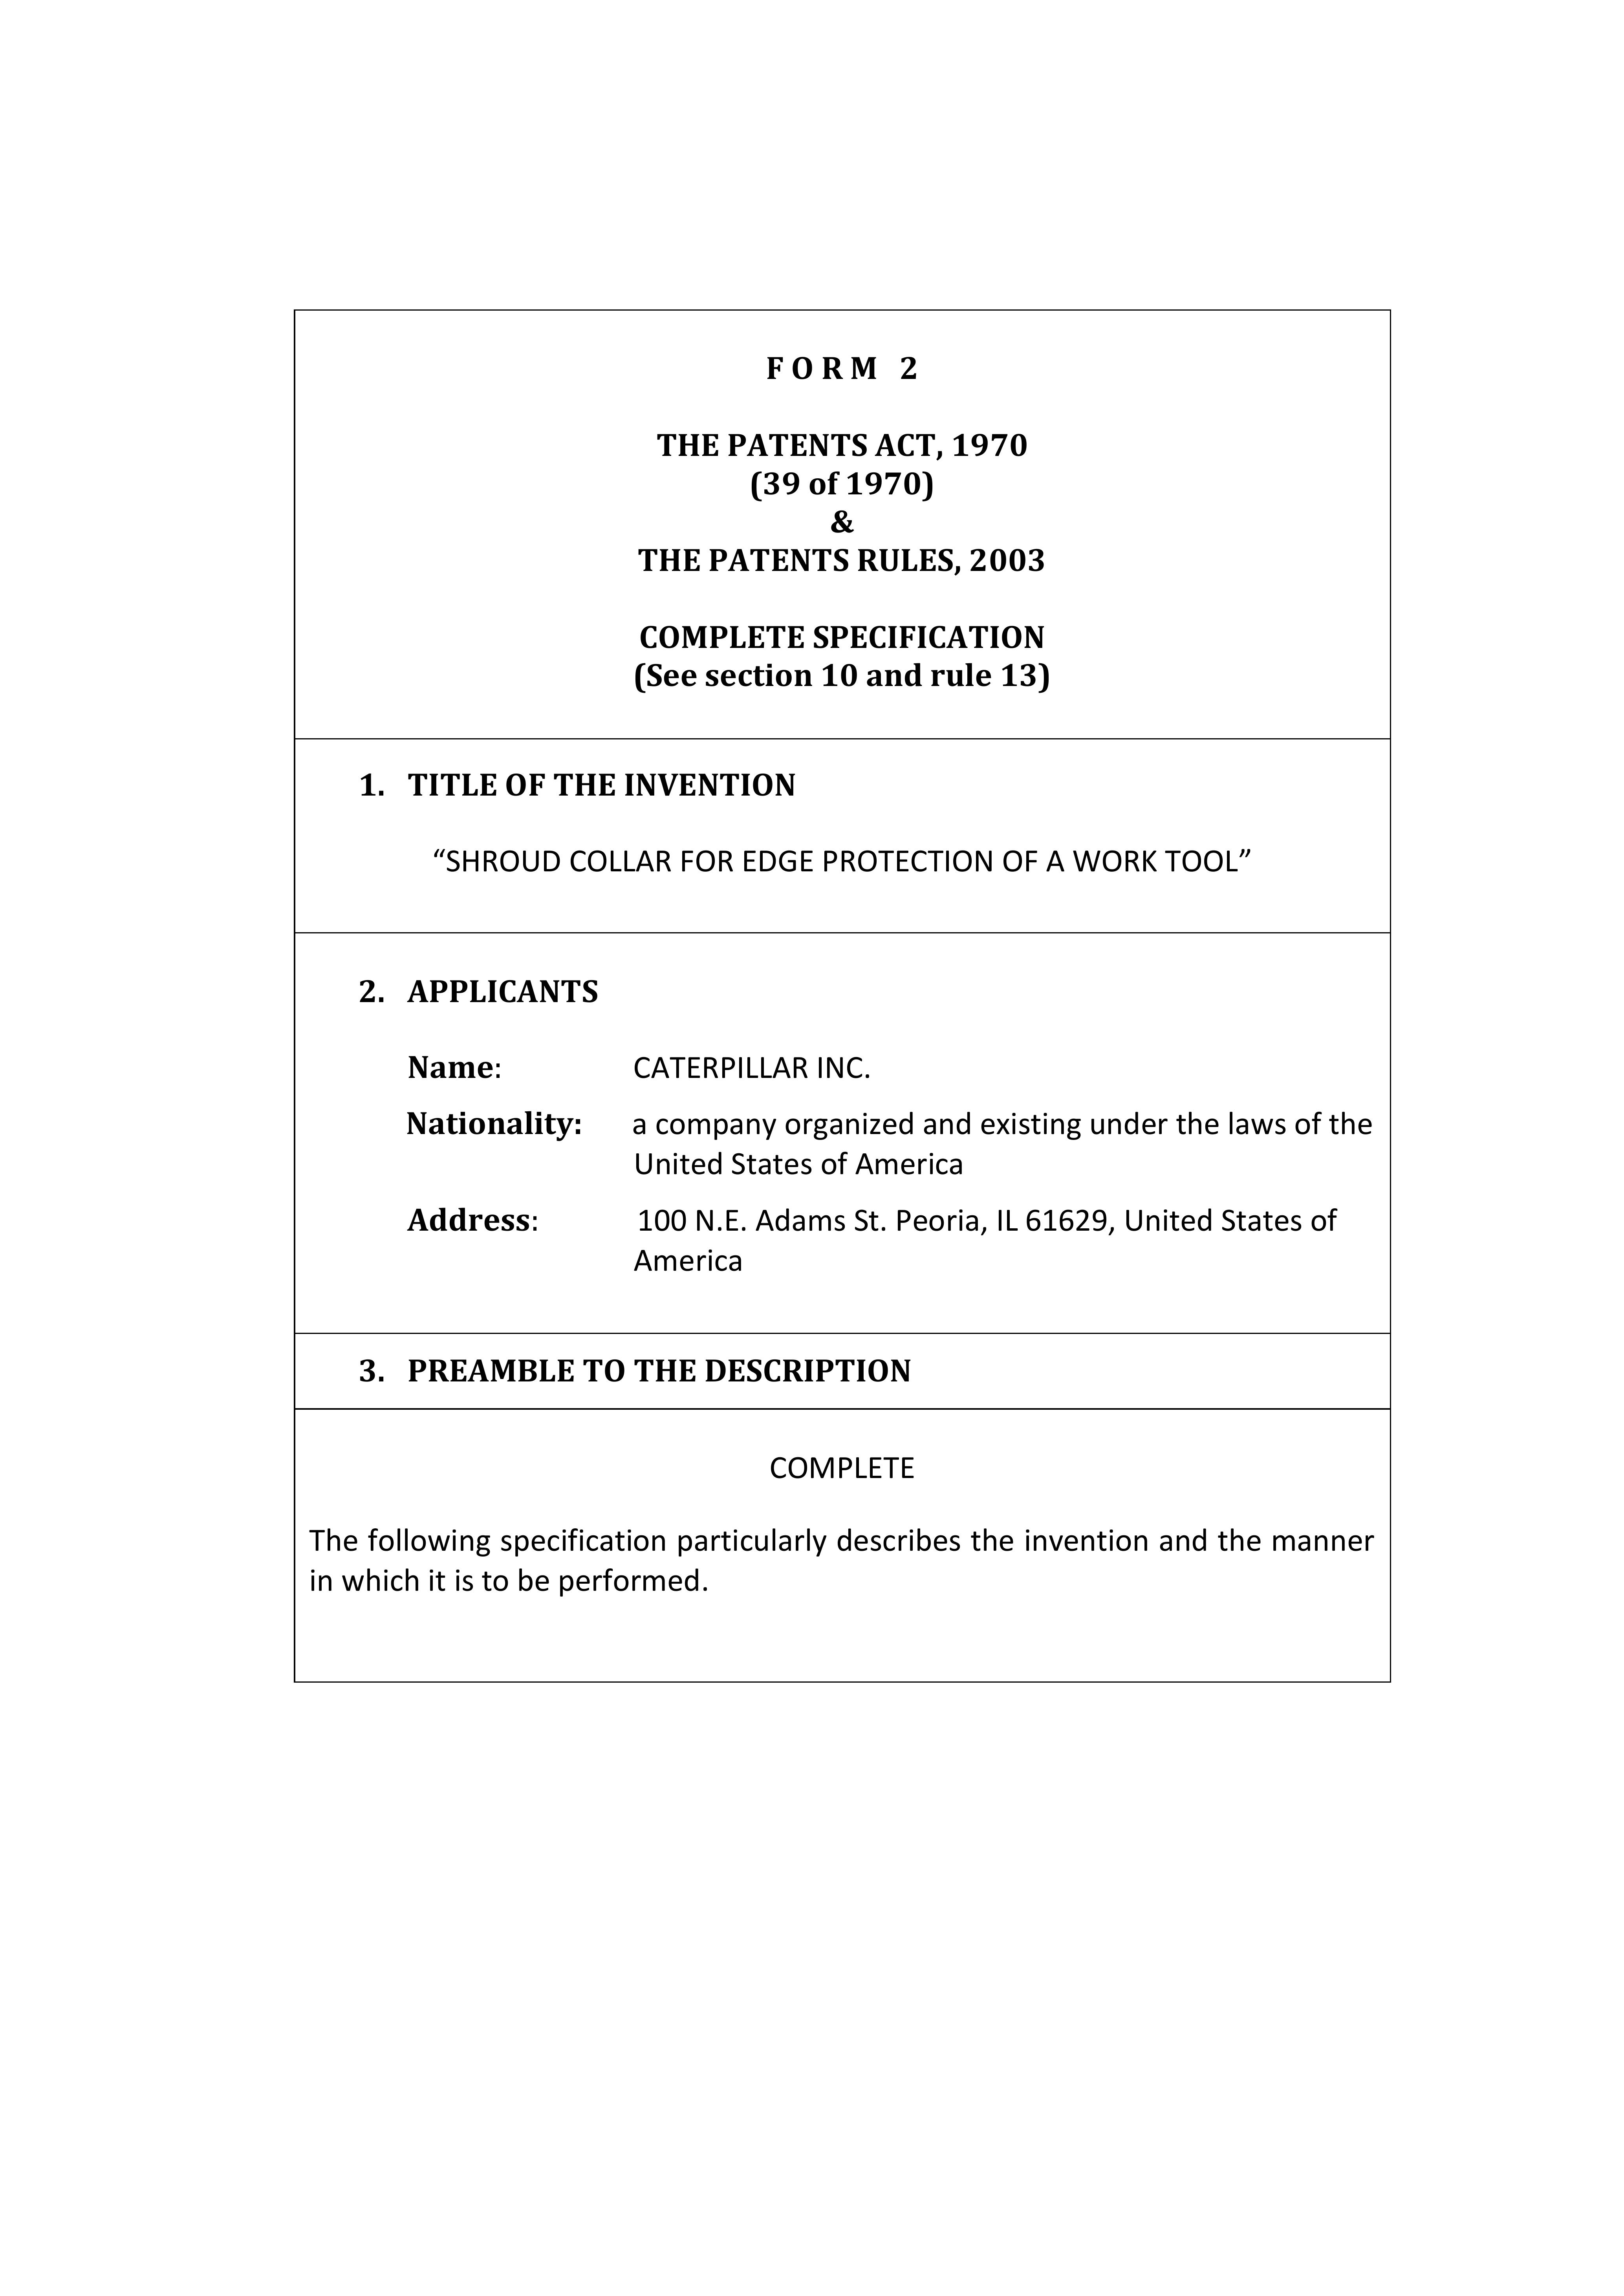 FORM 2
THE PATENTS ACT, 1970
(39 of 1970)
&
THE PATENTS RULES, 2003
COMPLETE SPECIFICATION
(See section 10 and rule 13)
1. TITLE OF THE INVENTION
“SHROUD COLLAR FOR EDGE PROTECTION OF A WORK TOOL”
2. APPLICANTS
Name: CATERPILLAR INC.
Nationality: a company organized and existing under the laws of the
United States of America
Address: 100 N.E. Adams St. Peoria, IL 61629, United States of
America
3. PREAMBLE TO THE DESCRIPTION
COMPLETE
The following specification particularly describes the invention and the manner
in which it is to be performed.